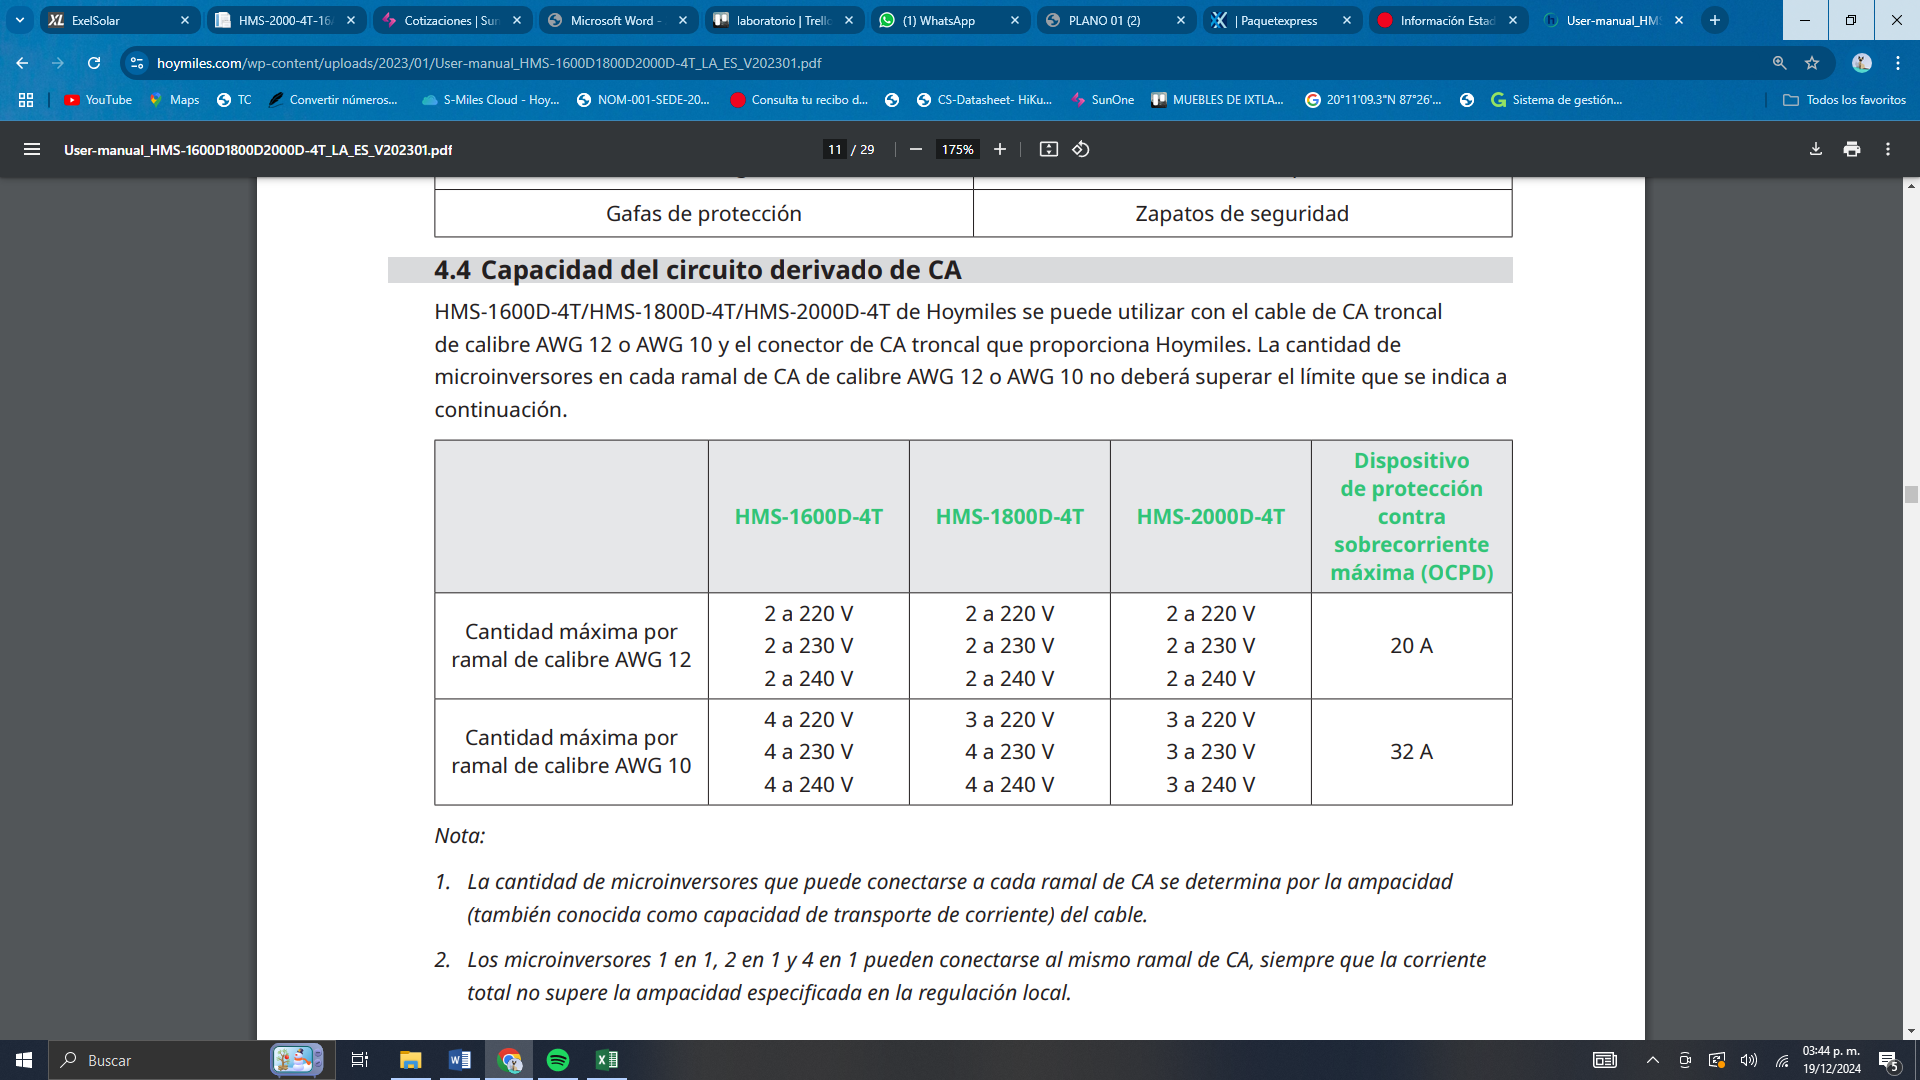 ExelSolar
HMS-2000-4T-16
Cotizaciones | Sun
Microsoft Word -
laboratorio | Trello
(1) WhatsApp
PLANO 01 (2)
| Paquetexpress
Información Estad
User-manual_HMS
hoymiles.com/wp-content/uploads/2023/01/User-manual_HMS-1600D1800D2000D-4T_LA_ES_V202301.pdf
YouTube
Maps
TC
Convertir números...
S-Miles Cloud - Hoy...
NOM-001-SEDE-20...
Consulta tu recibo d...
CS-Datasheet- HiKu...
SunOne
MUEBLES DE IXTLA...
20°11'09.3"N 87°26'...
Sistema de gestión...
Todos los favoritos
User-manual_HMS-1600D1800D2000D-4T_LA_ES_V202301.pdf
11 / 29
175%
Gafas de protección
Zapatos de seguridad
4.4 Capacidad del circuito derivado de CA
HMS-1600D-4T/HMS-1800D-4T/HMS-2000D-4T de Hoymiles se puede utilizar con el cable de CA troncal
de calibre AWG 12 o AWG 10 y el conector de CA troncal que proporciona Hoymiles. La cantidad de
microinversores en cada ramal de CA de calibre AWG 12 o AWG 10 no deberá superar el límite que se indica a
continuación.
HMS-1600D-4T
HMS-1800D-4T
HMS-2000D-4T
Dispositivo
de protección
contra
sobrecorriente
máxima (OCPD)
Cantidad máxima por
ramal de calibre AWG 12
2 a 220 V
2 a 230 V
2 a 240 V
2 a 220 V
2 a 230 V
2 a 240 V
2 a 220 V
2 a 230 V
2 a 240 V
20 A
Cantidad máxima por
ramal de calibre AWG 10
4 a 220 V
4 a 230 V
4 a 240 V
3 a 220 V
4 a 230 V
4 a 240 V
3 a 220 V
3 a 230 V
3 a 240 V
32 A
Nota:
1. La cantidad de microinversores que puede conectarse a cada ramal de CA se determina por la ampacidad
(también conocida como capacidad de transporte de corriente) del cable.
2. Los microinversores 1 en 1, 2 en 1 y 4 en 1 pueden conectarse al mismo ramal de CA, siempre que la corriente
total no supere la ampacidad especificada en la regulación local.
Buscar
03:44 p. m.
19/12/2024
5